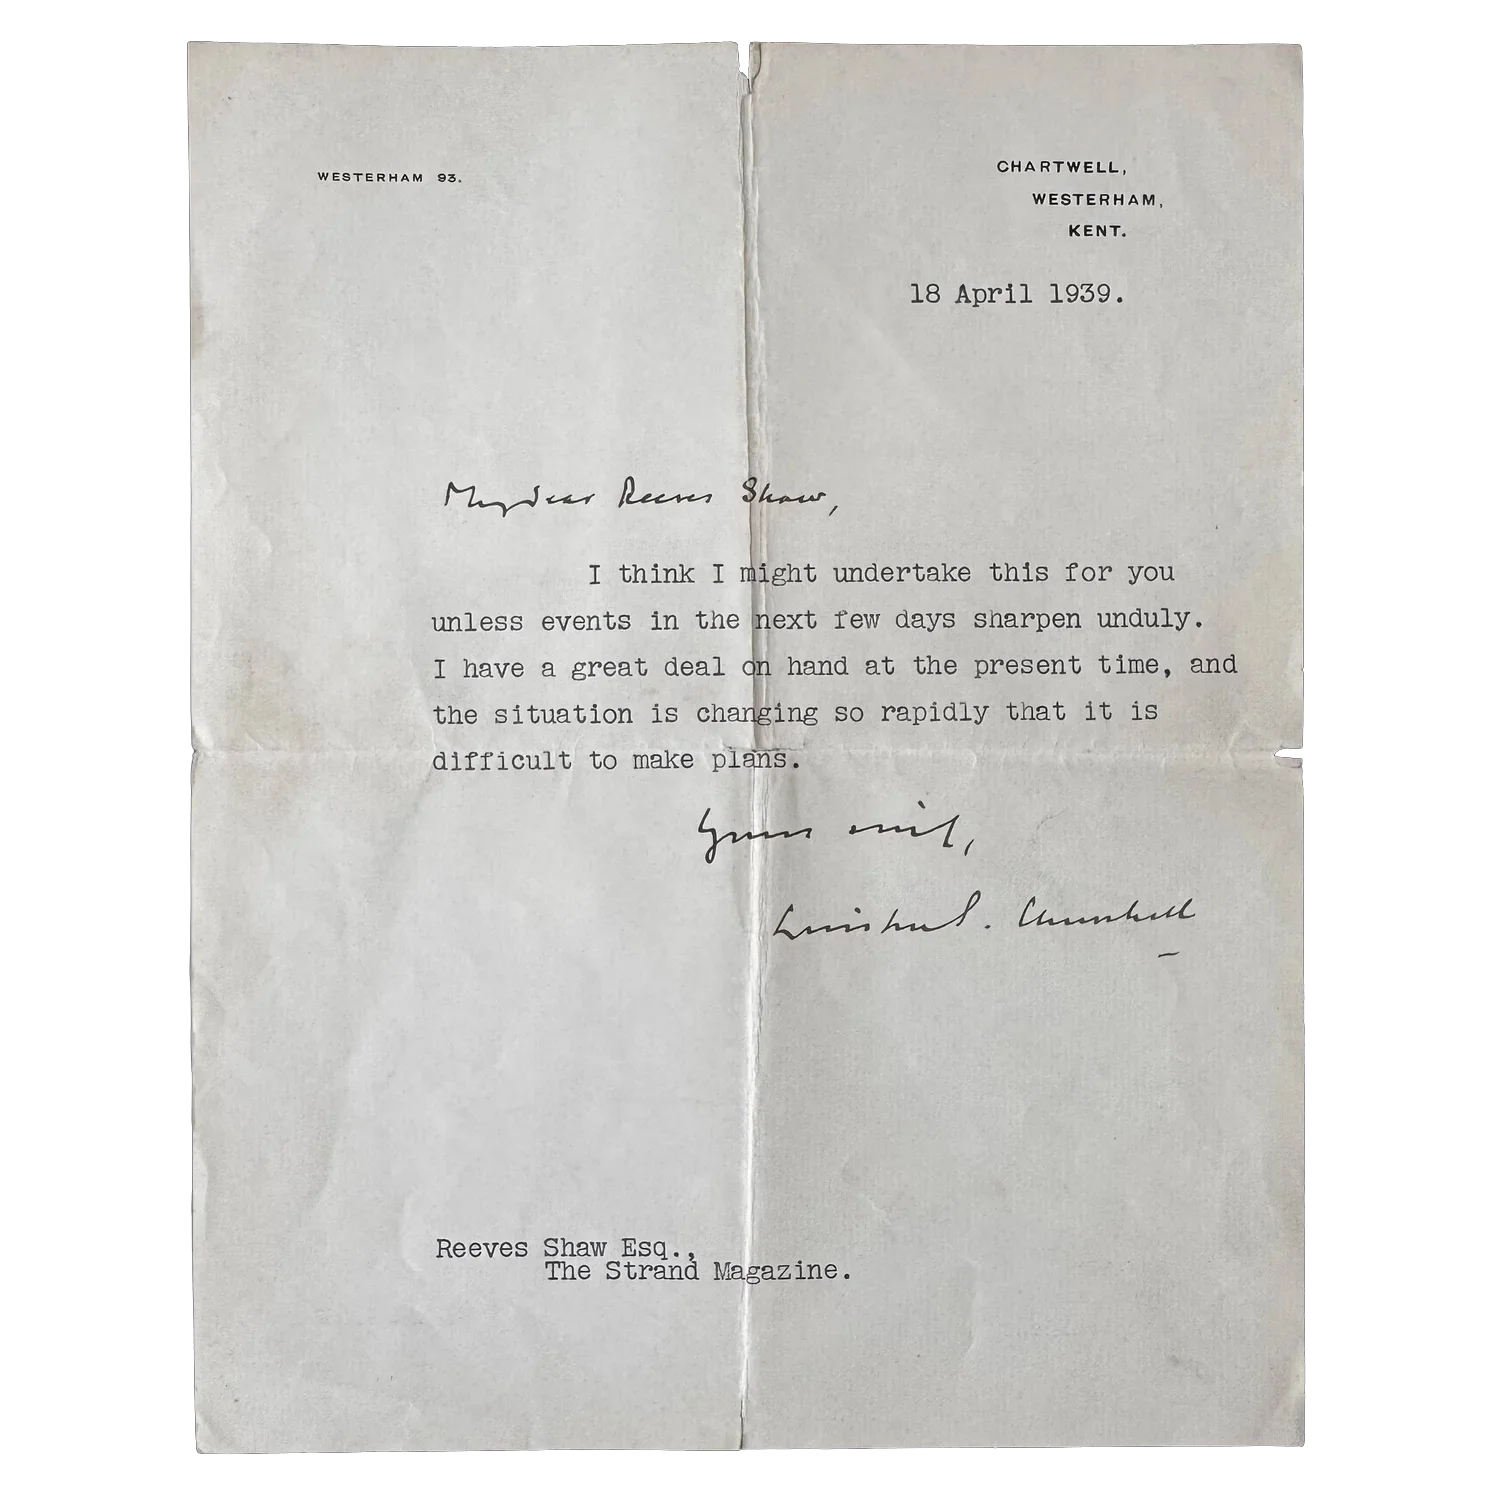 WESTERHAM 93.
CHARTWELL,
WESTERHAM,
KENT.
18 April 1939.
My dear Reeves Shaw,
I think I might undertake this for you
unless events in the next few days sharpen unduly.
I have a great deal on hand at the present time, and
the situation is changing so rapidly that it is
difficult to make plans.
Yours
Winston S. Churchill
Reeves Shaw Esq.,
The Strand Magazine.